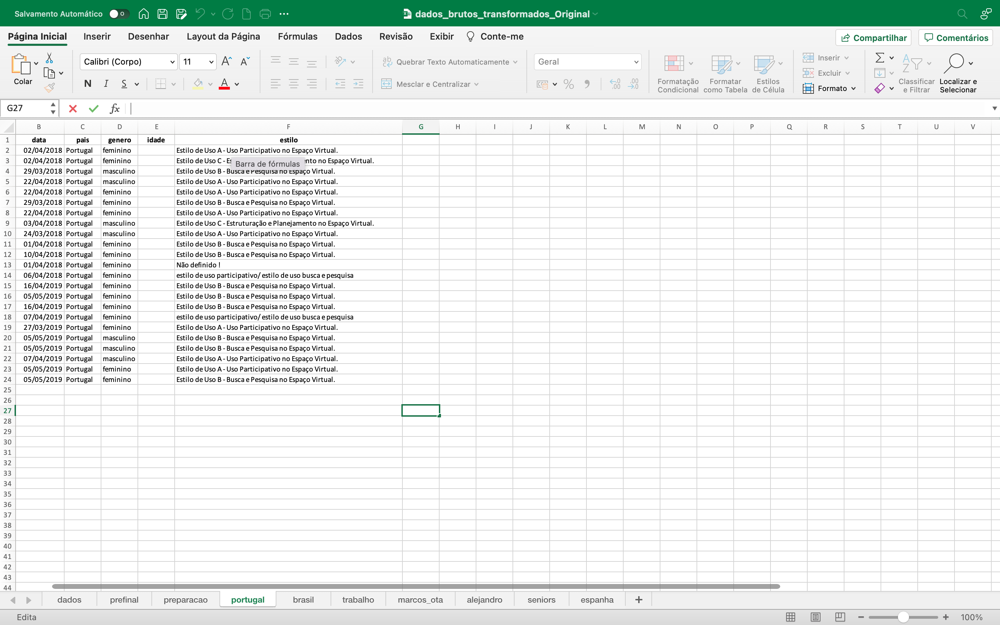 Salvamento Automático
dados_brutos_transformados_Original
Página Inicial Inserir Desenhar Layout da Página Fórmulas Dados Revisão Exibir Conte-me Compartilhar Comentários
Colar
Calibri (Corpo) 11
N I S
Quebrar Texto Automaticamente
Mesclar e Centralizar
Geral
Formatação Condicional
Formatar como Tabela
Estilos de Célula
Inserir
Excluir
Formato
Classificar e Filtrar
Localizar e Selecionar
G27 fx
B C D E F G H I J K L M N O P Q R S T U V
1 data pais genero idade estilo
2 02/04/2018 Portugal feminino Estilo de Uso A - Uso Participativo no Espaço Virtual.
3 02/04/2018 Portugal feminino Estilo de Uso C - Es nto no Espaço Virtual.
Barra de fórmulas
4 29/03/2018 Portugal masculino Estilo de Uso B - Busca e Pesquisa no Espaço Virtual.
5 22/04/2018 Portugal masculino Estilo de Uso A - Uso Participativo no Espaço Virtual.
6 22/04/2018 Portugal feminino Estilo de Uso A - Uso Participativo no Espaço Virtual.
7 29/03/2018 Portugal feminino Estilo de Uso B - Busca e Pesquisa no Espaço Virtual.
8 22/04/2018 Portugal feminino Estilo de Uso A - Uso Participativo no Espaço Virtual.
9 03/04/2018 Portugal masculino Estilo de Uso C - Estruturação e Planejamento no Espaço Virtual.
10 24/03/2018 Portugal masculino Estilo de Uso A - Uso Participativo no Espaço Virtual.
11 01/04/2018 Portugal feminino Estilo de Uso B - Busca e Pesquisa no Espaço Virtual.
12 10/04/2018 Portugal feminino Estilo de Uso B - Busca e Pesquisa no Espaço Virtual.
13 01/04/2018 Portugal feminino Não definido !
14 06/04/2018 Portugal feminino estilo de uso participativo/ estilo de uso busca e pesquisa
15 16/04/2019 Portugal feminino Estilo de Uso B - Busca e Pesquisa no Espaço Virtual.
16 05/05/2019 Portugal feminino Estilo de Uso B - Busca e Pesquisa no Espaço Virtual.
17 16/04/2019 Portugal feminino Estilo de Uso B - Busca e Pesquisa no Espaço Virtual.
18 07/04/2019 Portugal feminino estilo de uso participativo/ estilo de uso busca e pesquisa
19 27/03/2019 Portugal feminino Estilo de Uso A - Uso Participativo no Espaço Virtual.
20 05/05/2019 Portugal masculino Estilo de Uso B - Busca e Pesquisa no Espaço Virtual.
21 05/05/2019 Portugal masculino Estilo de Uso B - Busca e Pesquisa no Espaço Virtual.
22 07/04/2019 Portugal masculino Estilo de Uso A - Uso Participativo no Espaço Virtual.
23 05/05/2019 Portugal feminino Estilo de Uso A - Uso Participativo no Espaço Virtual.
24 05/05/2019 Portugal feminino Estilo de Uso B - Busca e Pesquisa no Espaço Virtual.
25
26
27
28
29
30
31
32
33
34
35
36
37
38
39
40
41
42
43
44
dados prefinal preparacao portugal brasil trabalho marcos_ota alejandro seniors espanha +
Edita 100%